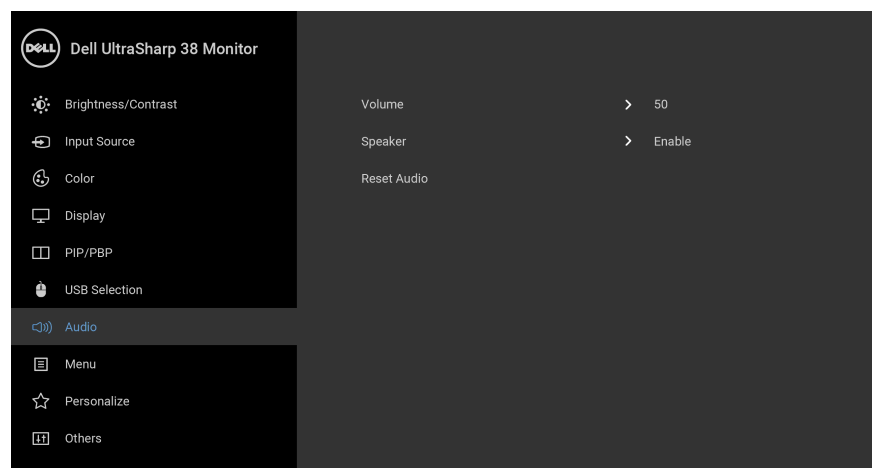 DELL Dell UltraSharp 38 Monitor
Brightness/Contrast
Input Source
Color
Display
PIP/PBP
USB Selection
Audio
Menu
Personalize
Others
Volume 50
Speaker Enable
Reset Audio